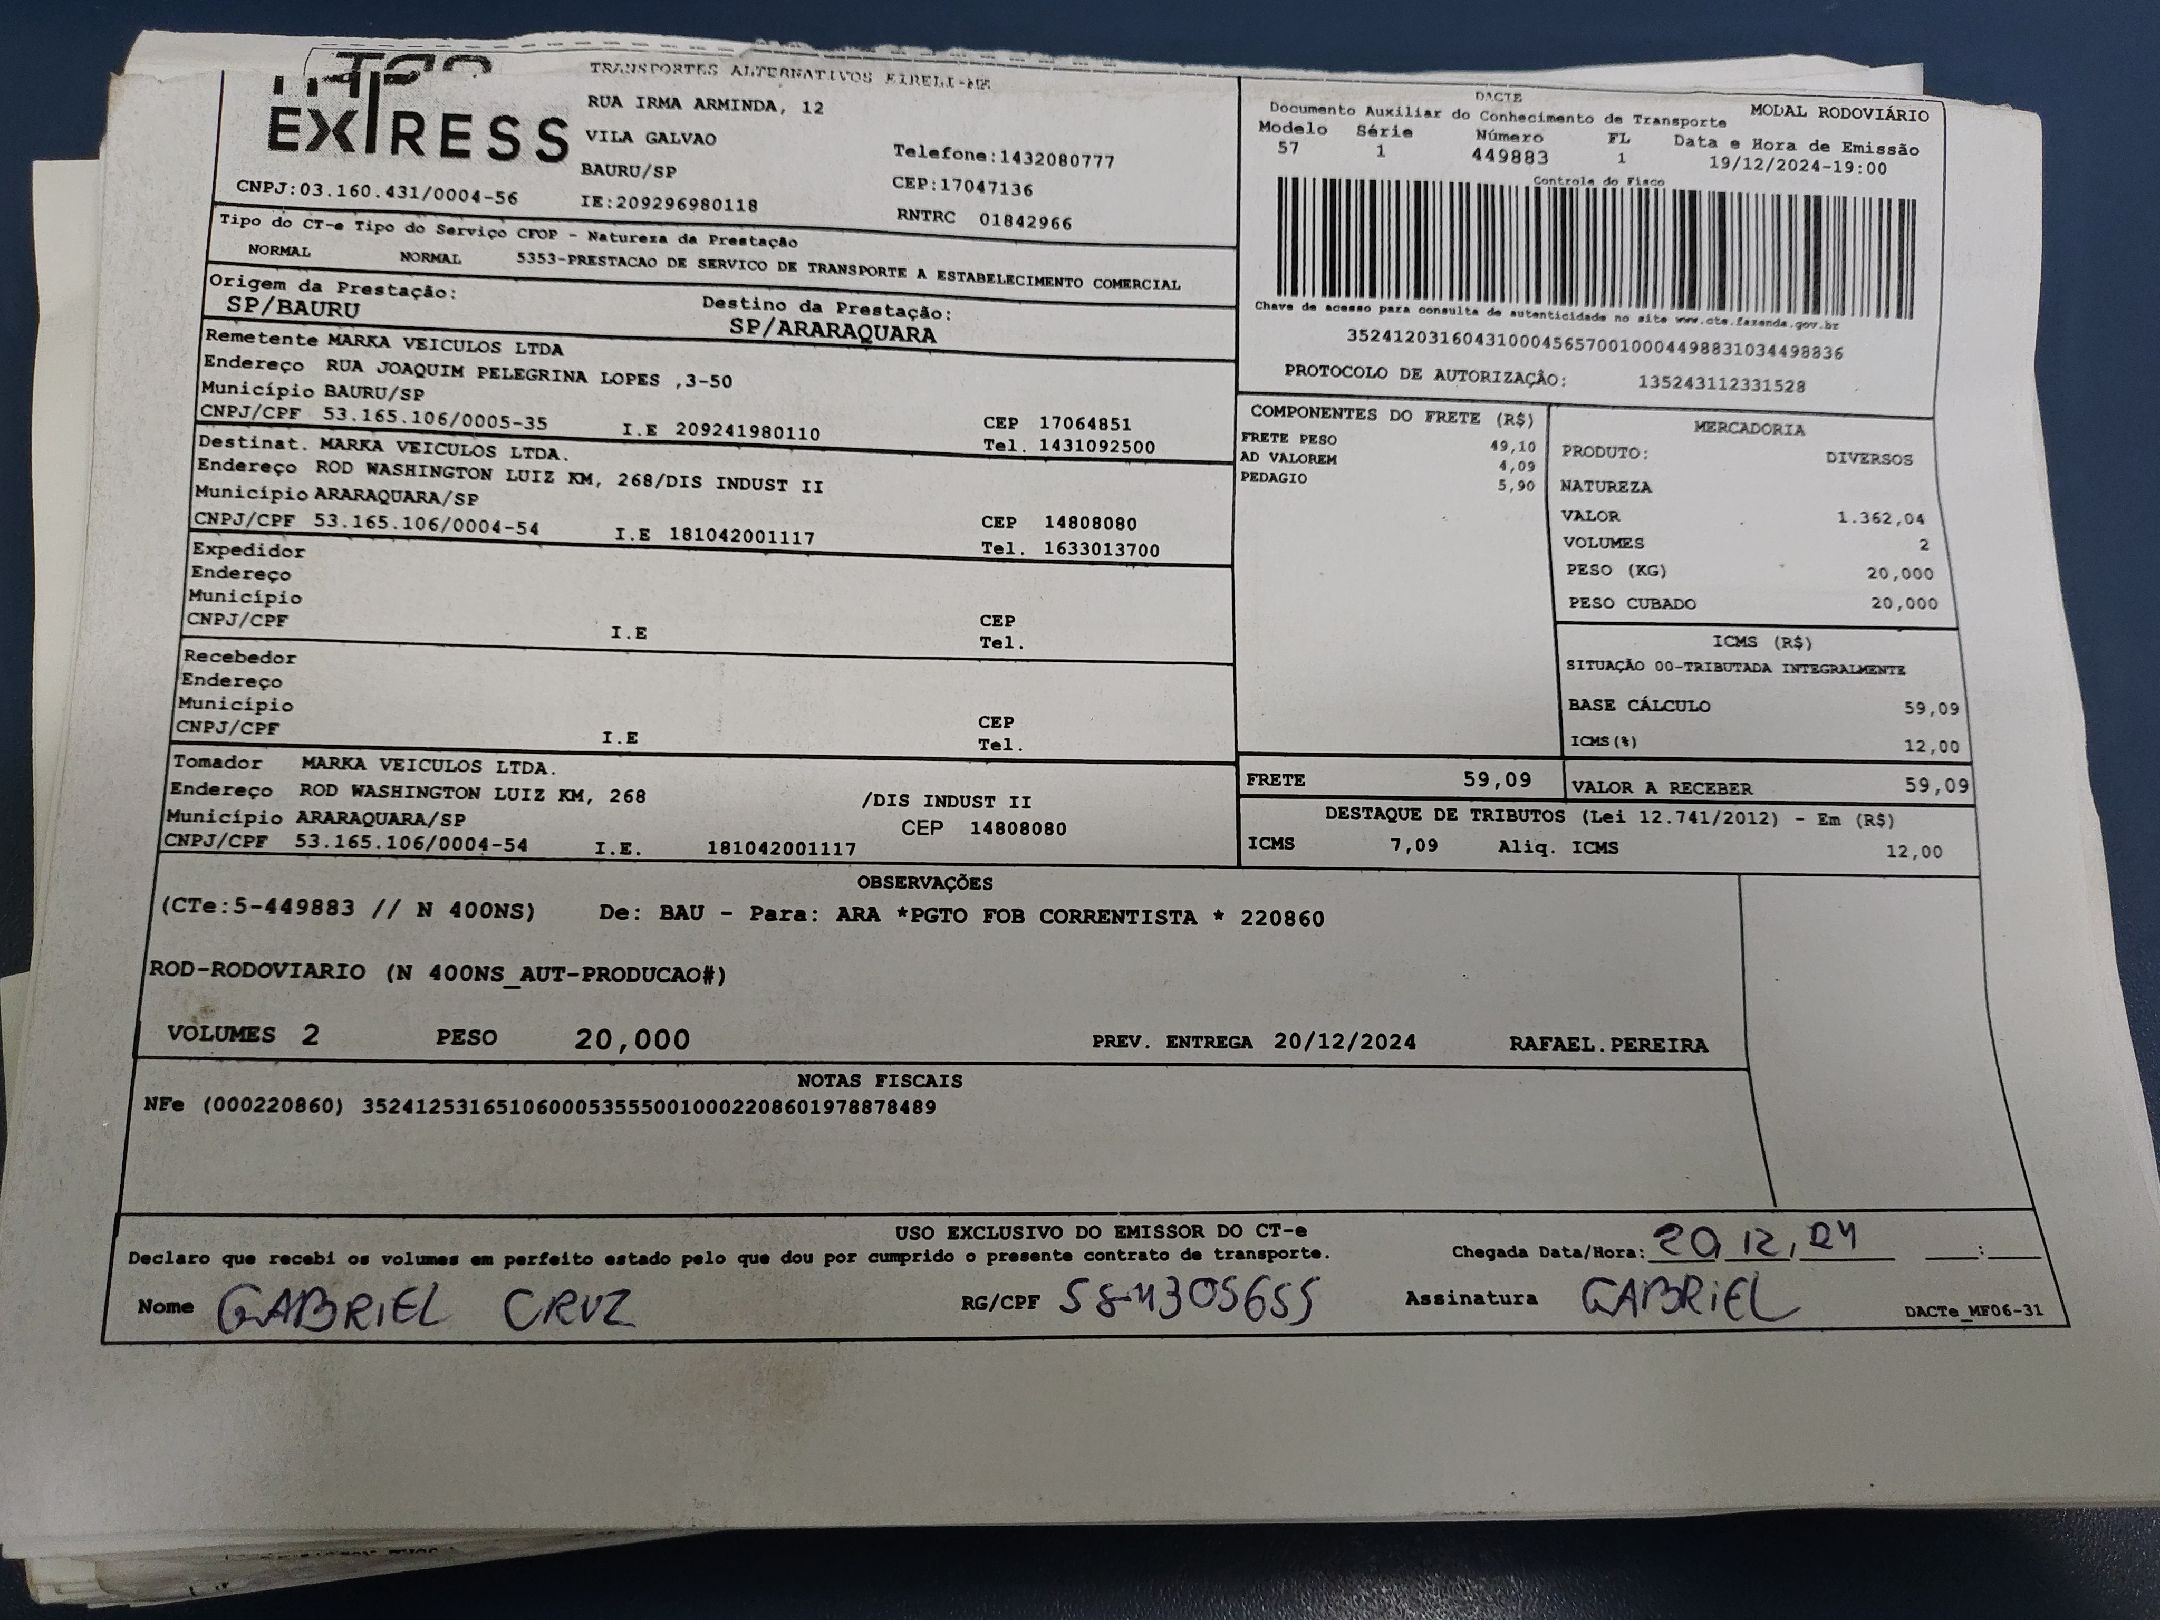 EXPRESS
TRANSPORTES ALTERNATIVOS EIRELI-ME
RUA IRMA ARMINDA, 12
VILA GALVAO
Telefone:1432080777
BAURU/SP
CEP:17047136
CNPJ:03.160.431/0004-56 IE:209296980118 RNTRC 01842966
DACTE MODAL RODOVIÁRIO
Documento Auxiliar do Conhecimento de Transporte
Modelo Série Número FL Data e Hora de Emissão
57 1 449883 1 19/12/2024-19:00
Controle do Fisco
Chave de acesso para consulta de autenticidade no site www.cte.fazenda.gov.br
35241203160431000456570010004498831034498836
PROTOCOLO DE AUTORIZAÇÃO: 135243112331528
Tipo do CT-e Tipo do Serviço CFOP - Natureza da Prestação
NORMAL NORMAL 5353-PRESTACAO DE SERVICO DE TRANSPORTE A ESTABELECIMENTO COMERCIAL
Origem da Prestação: Destino da Prestação:
SP/BAURU SP/ARARAQUARA
Remetente MARKA VEICULOS LTDA
Endereço RUA JOAQUIM PELEGRINA LOPES ,3-50
Município BAURU/SP CEP 17064851
CNPJ/CPF 53.165.106/0005-35 I.E 209241980110 Tel. 1431092500
Destinat. MARKA VEICULOS LTDA.
Endereço ROD WASHINGTON LUIZ KM, 268/DIS INDUST II
Município ARARAQUARA/SP CEP 14808080
CNPJ/CPF 53.165.106/0004-54 I.E 181042001117 Tel. 1633013700
Expedidor
Endereço
Município CEP
CNPJ/CPF I.E Tel.
Recebedor
Endereço
Município CEP
CNPJ/CPF I.E Tel.
Tomador MARKA VEICULOS LTDA.
Endereço ROD WASHINGTON LUIZ KM, 268 /DIS INDUST II
Município ARARAQUARA/SP CEP 14808080
CNPJ/CPF 53.165.106/0004-54 I.E. 181042001117
COMPONENTES DO FRETE (R$)
FRETE PESO 49,10
AD VALOREM 4,09
PEDAGIO 5,90
MERCADORIA
PRODUTO: DIVERSOS
NATUREZA
VALOR 1.362,04
VOLUMES 2
PESO (KG) 20,000
PESO CUBADO 20,000
ICMS (R$)
SITUAÇÃO 00-TRIBUTADA INTEGRALMENTE
BASE CÁLCULO 59,09
ICMS(%) 12,00
FRETE 59,09 VALOR A RECEBER 59,09
DESTAQUE DE TRIBUTOS (Lei 12.741/2012) - Em (R$)
ICMS 7,09 Aliq. ICMS 12,00
OBSERVAÇÕES
(CTe:5-449883 // N 400NS) De: BAU - Para: ARA *PGTO FOB CORRENTISTA * 220860
ROD-RODOVIARIO (N 400NS_AUT-PRODUCAO#)
VOLUMES 2 PESO 20,000 PREV. ENTREGA 20/12/2024 RAFAEL.PEREIRA
NOTAS FISCAIS
NFe (000220860) 35241253165106000535550010002208601978878489
USO EXCLUSIVO DO EMISSOR DO CT-e
Declaro que recebi os volumes em perfeito estado pelo que dou por cumprido o presente contrato de transporte. Chegada Data/Hora: 20,12,24 :
Nome GABRIEL CRUZ RG/CPF 584305655 Assinatura GABRIEL DACTe_MF06-31